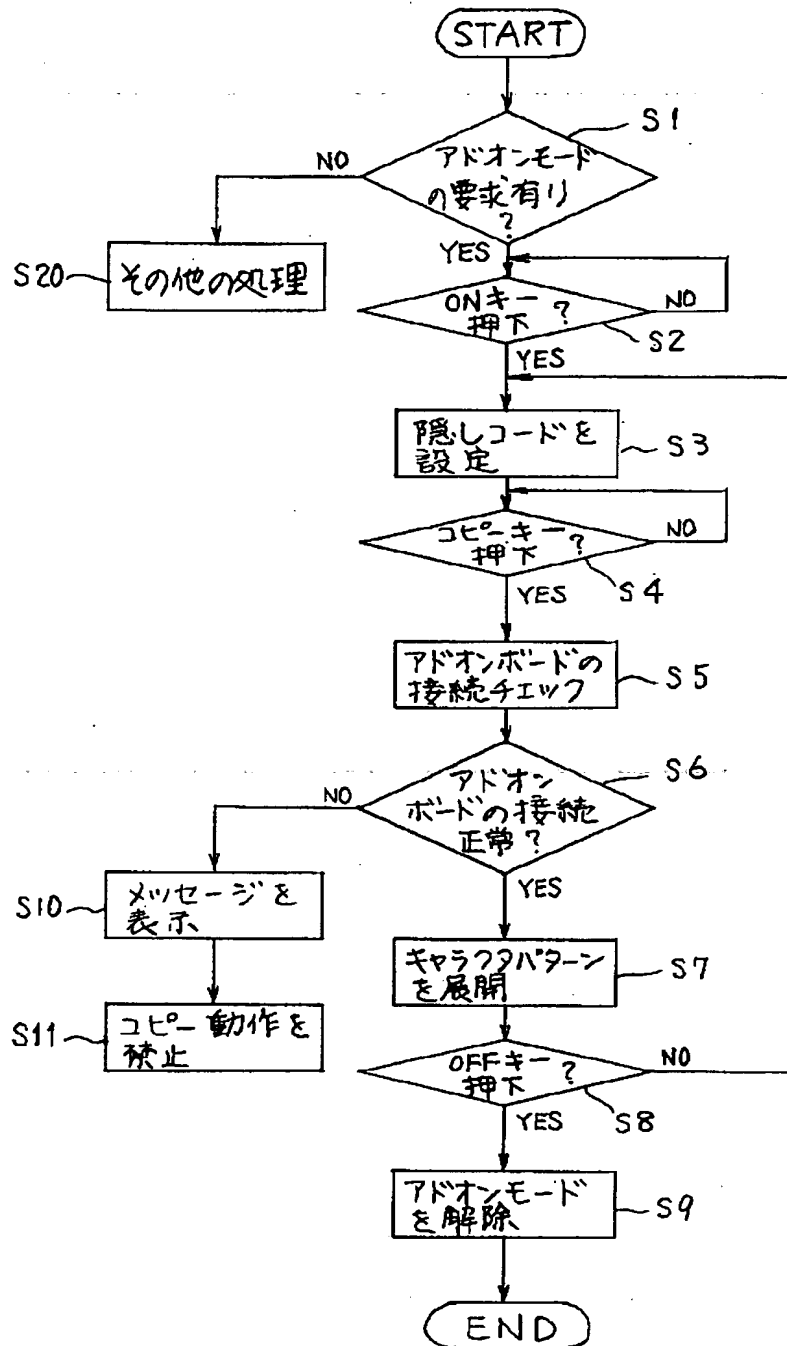 START
S1
アドオンモード
の要求有り
?
NO
YES
S20
その他の処理
ONキー
押下 ?
NO
S2
YES
隠しコードを
設定
S3
コピーキー
押下 ?
NO
S4
YES
アドオンボードの
接続チェック
S5
アドオン
ボードの接続
正常?
S6
NO
YES
S10
メッセージを
表示
キャラクタパターン
を展開
S7
S11
コピー動作を
禁止
OFFキー
押下 ?
NO
S8
YES
アドオンモード
を解除
S9
END